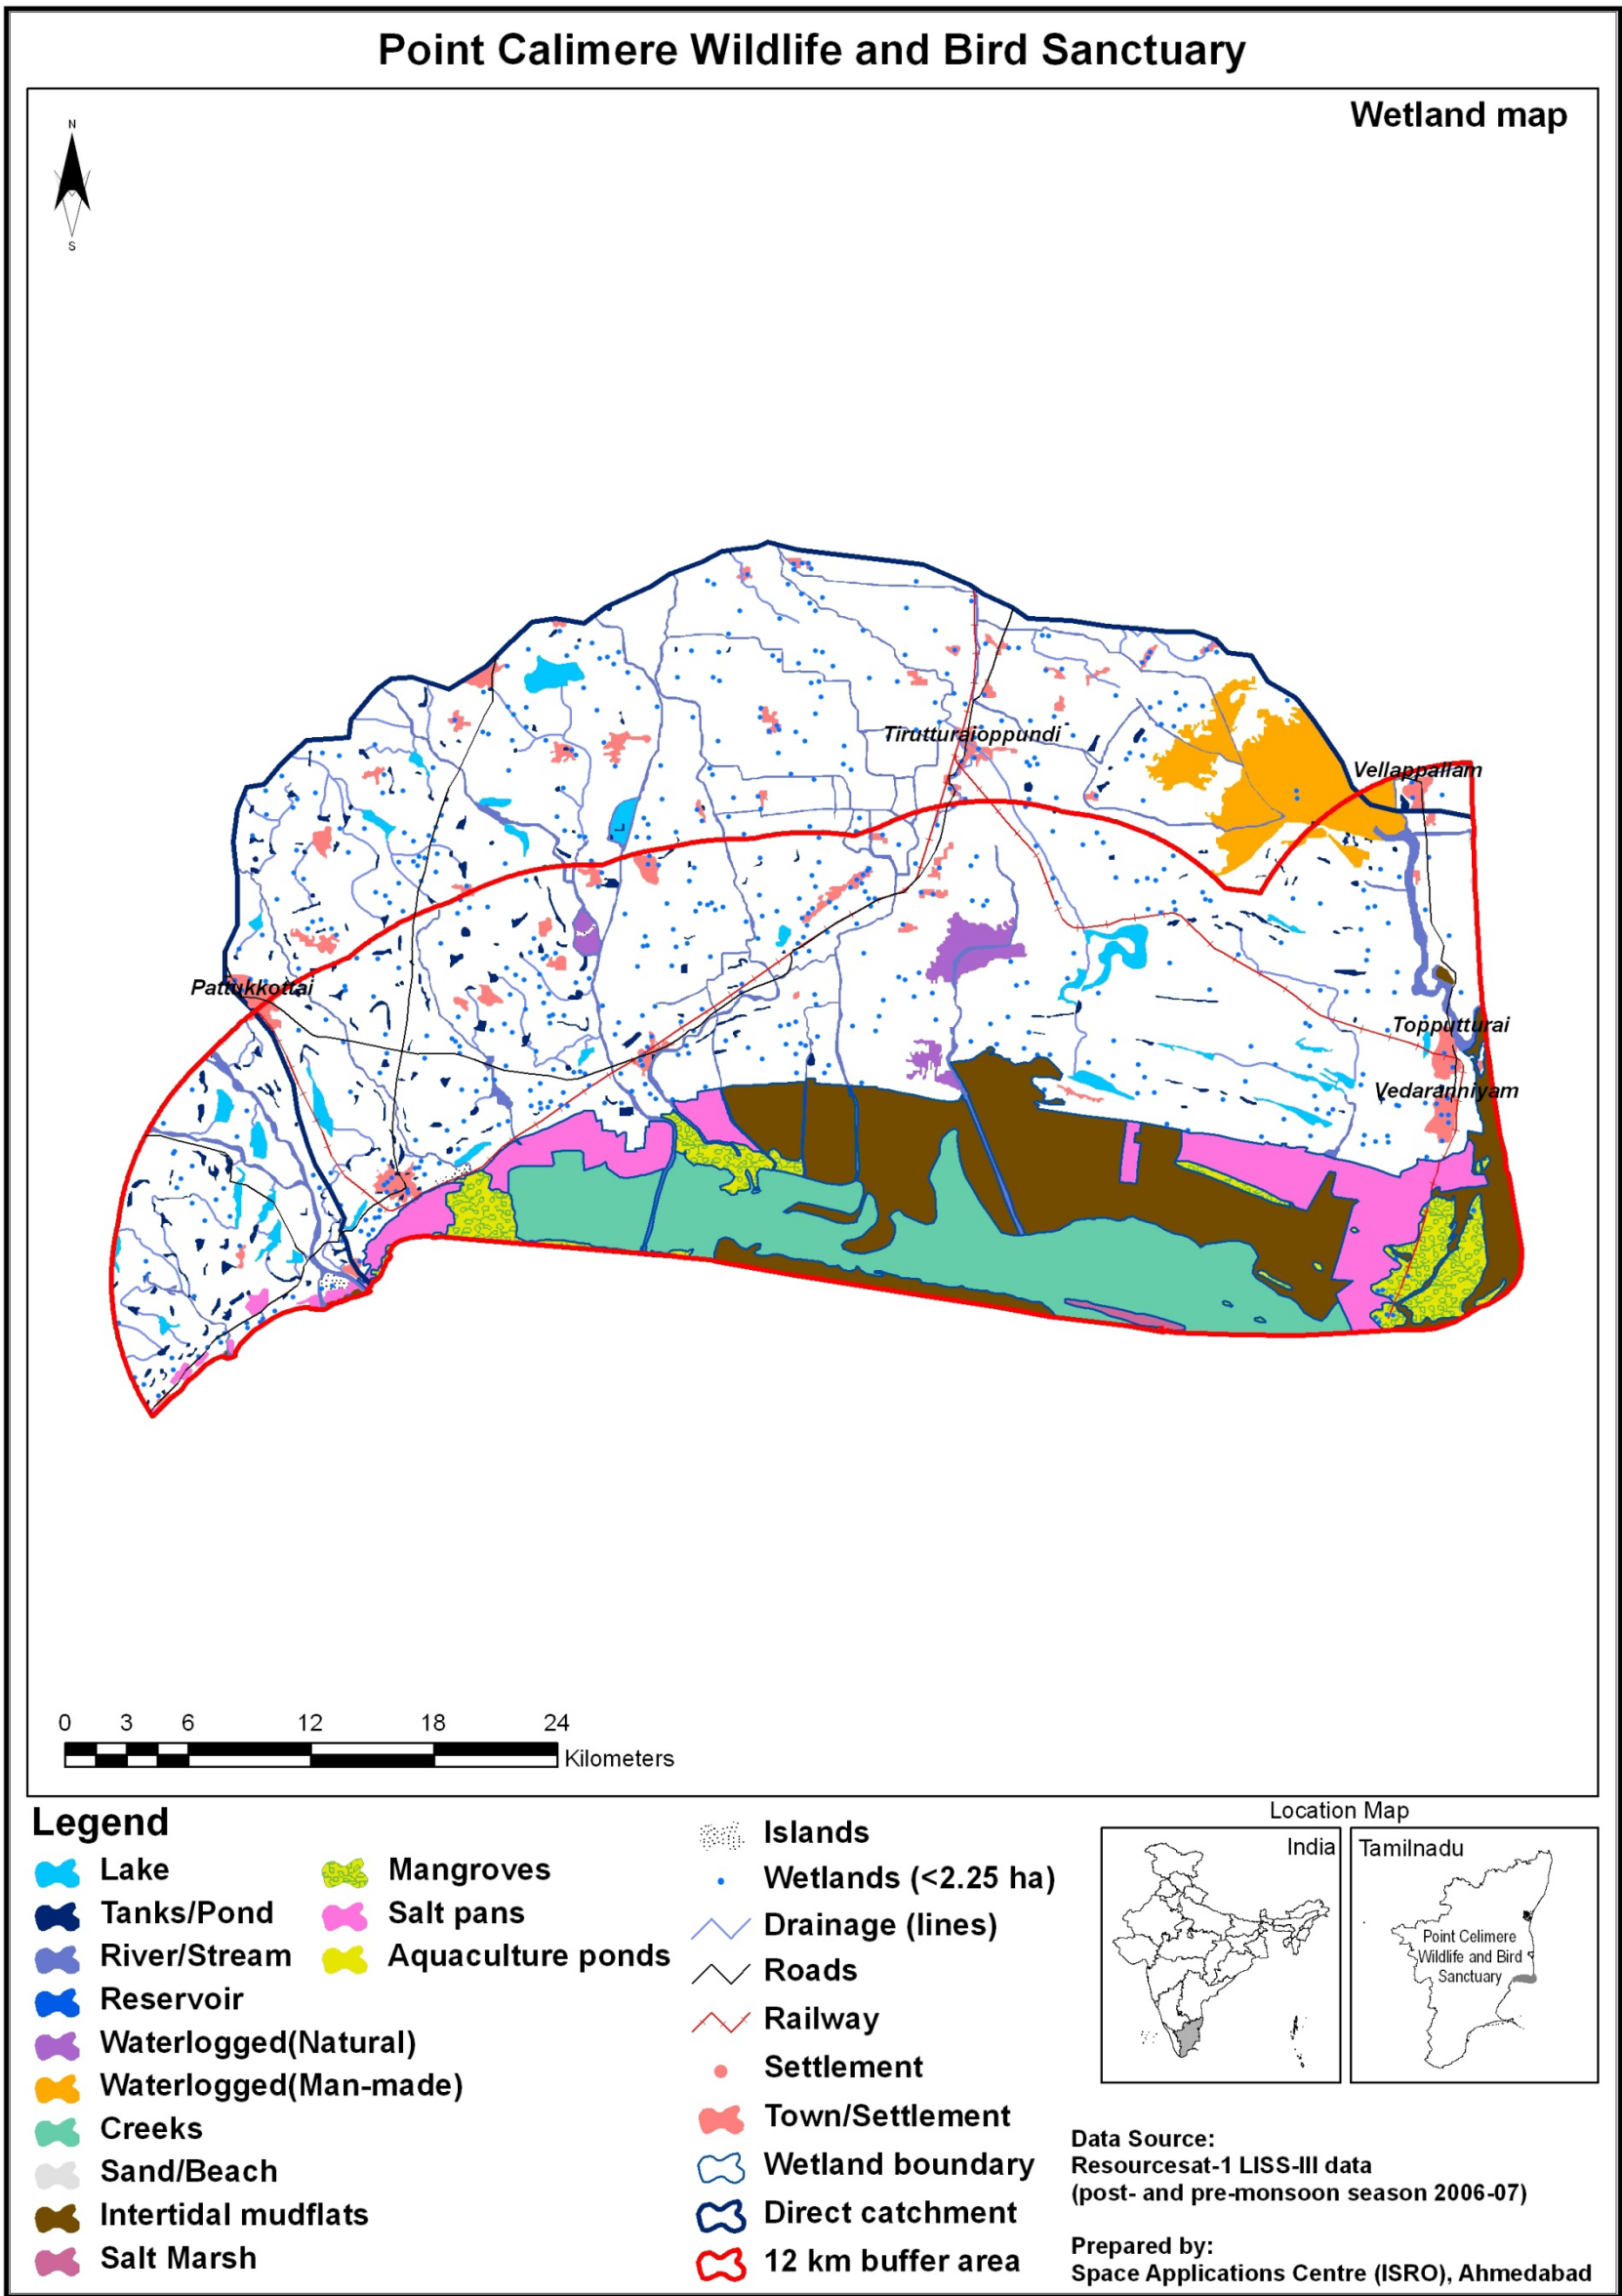 Point Calimere Wildlife and Bird Sanctuary
Wetland map
N
S
Tirutturaioppundi
Vellappallam
Pattukkottai
Topputturai
Vedaranniyam
0 3 6 12 18 24
Kilometers
Legend
Lake
Tanks/Pond
River/Stream
Reservoir
Waterlogged(Natural)
Waterlogged(Man-made)
Creeks
Sand/Beach
Intertidal mudflats
Salt Marsh
Mangroves
Salt pans
Aquaculture ponds
Islands
Wetlands (<2.25 ha)
Drainage (lines)
Roads
Railway
Settlement
Town/Settlement
Wetland boundary
Direct catchment
12 km buffer area
Location Map
India
Tamilnadu
Point Celimere
Wildlife and Bird
Sanctuary
Data Source:
Resourcesat-1 LISS-III data
(post- and pre-monsoon season 2006-07)
Prepared by:
Space Applications Centre (ISRO), Ahmedabad